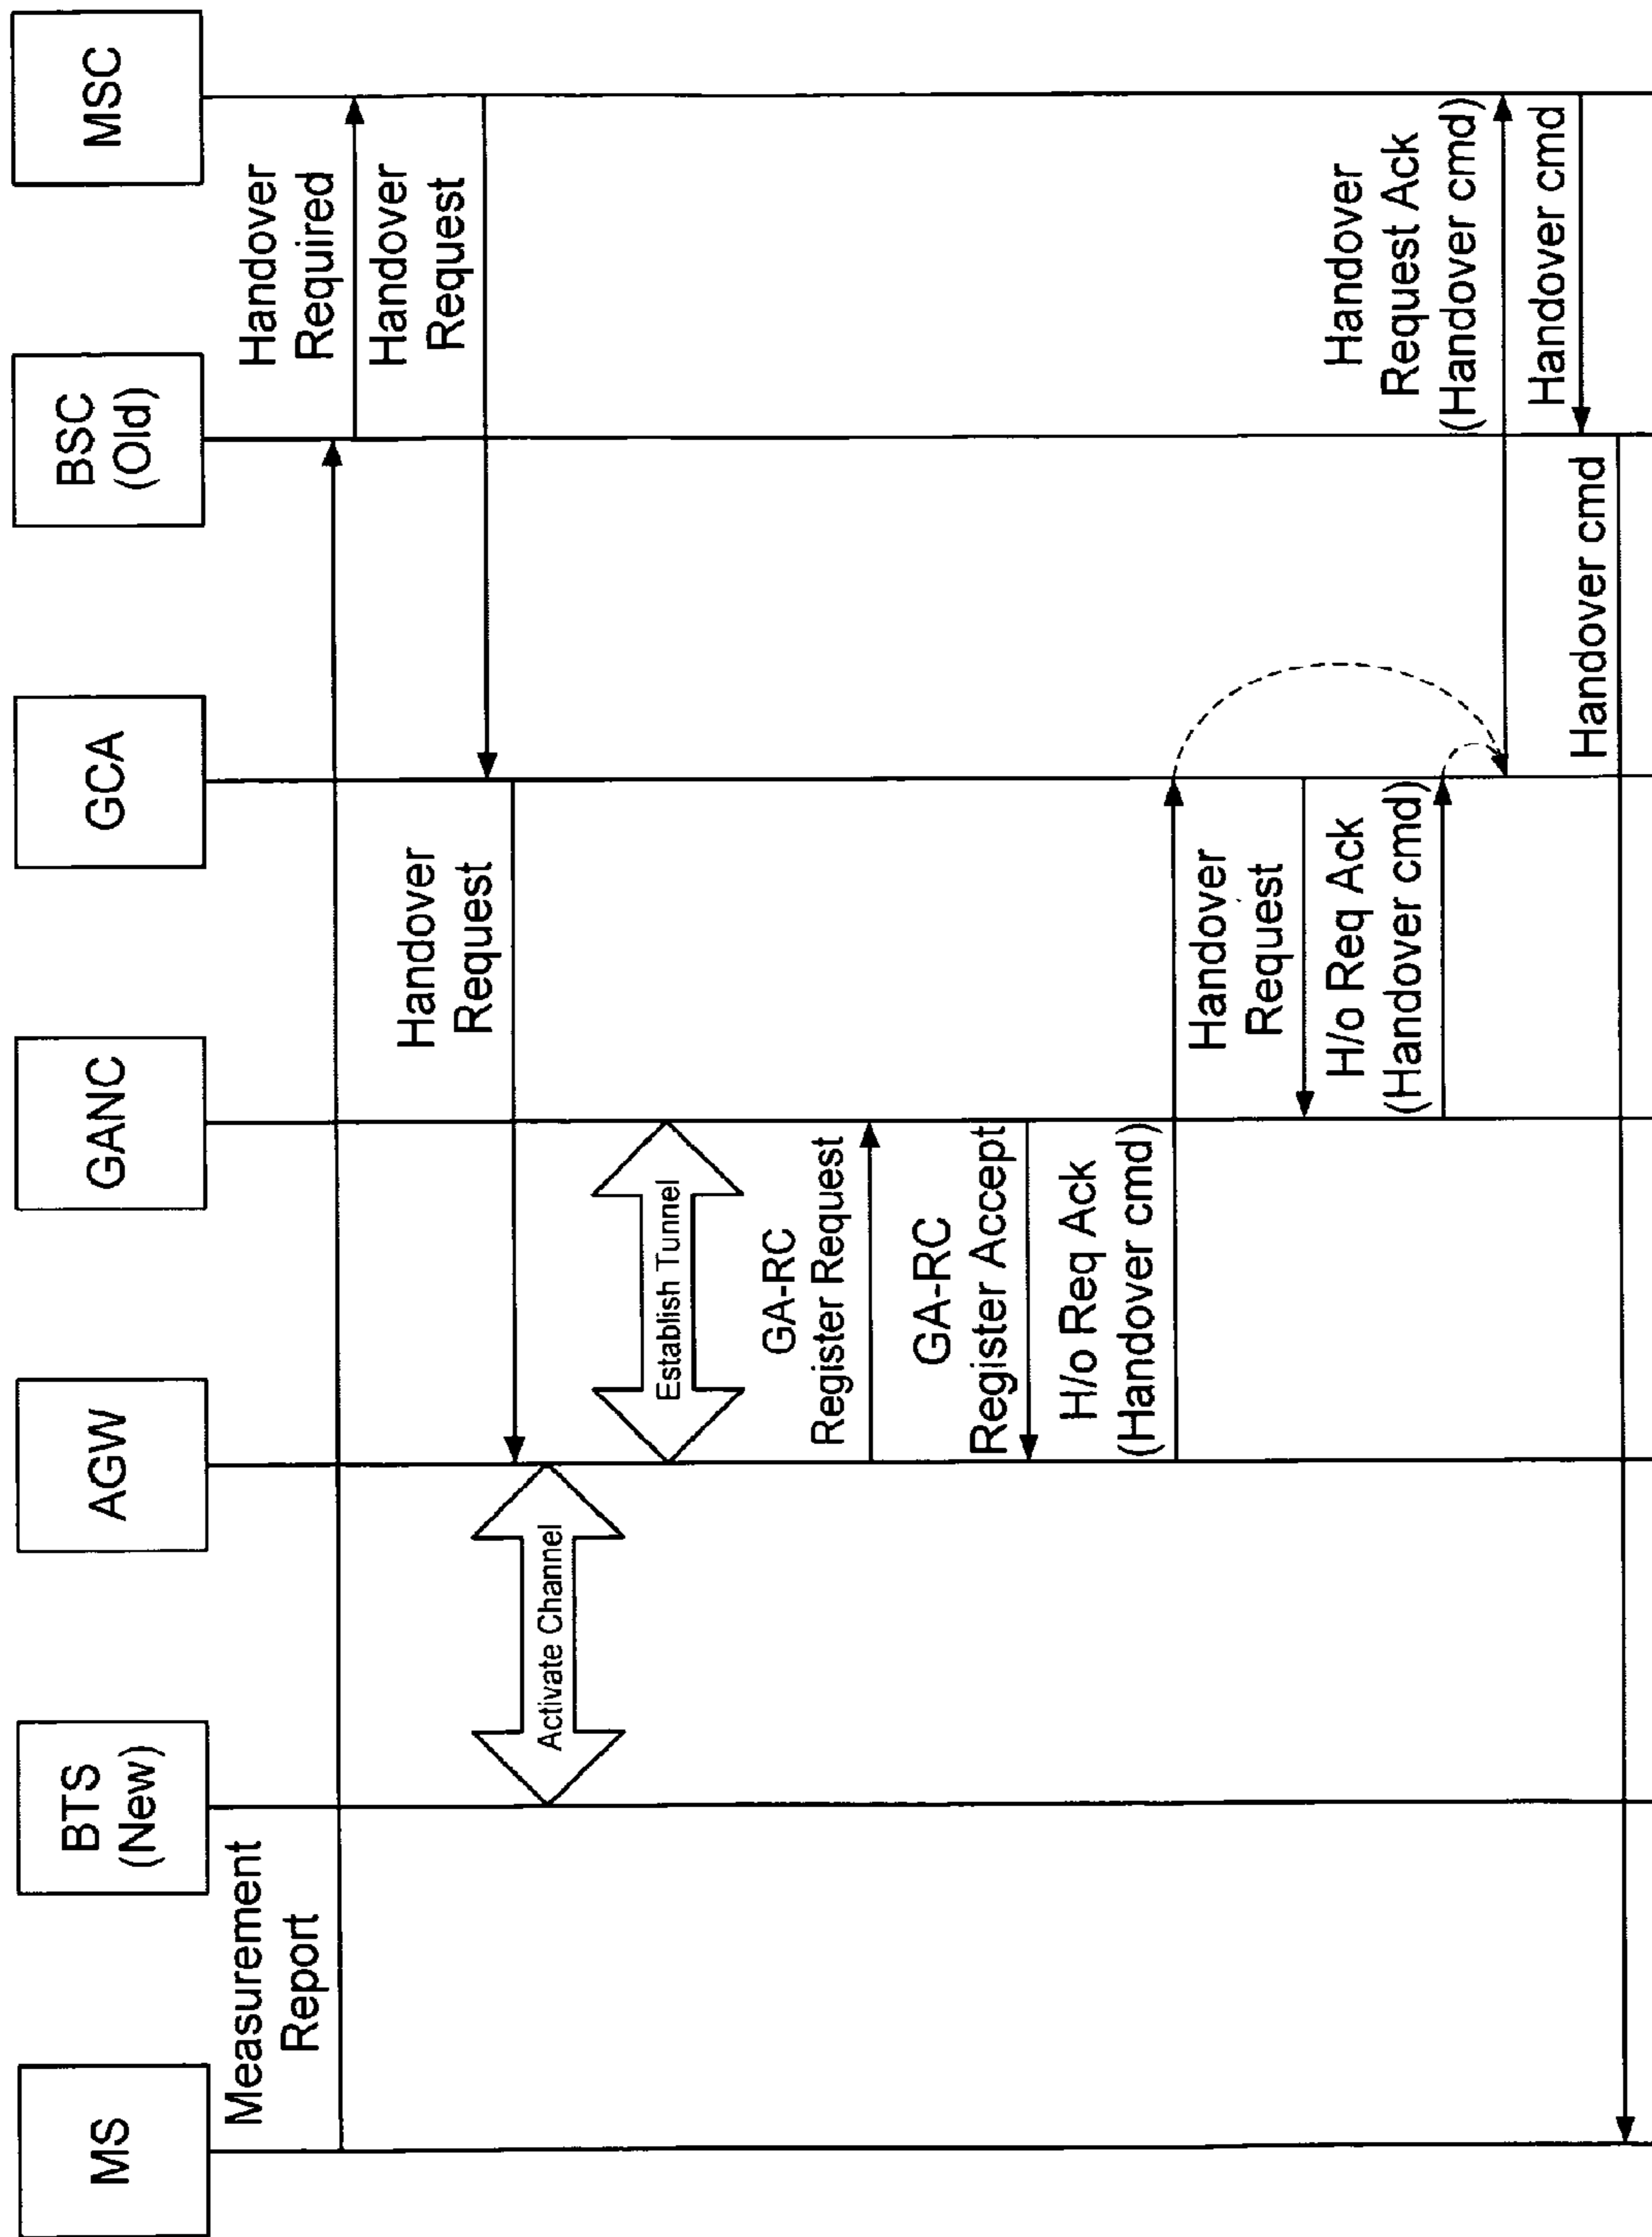 MS
BTS
(New)
AGW
GANC
GCA
BSC
(Old)
MSC
Measurement
Report
Handover
Required
Handover
Request
Handover
Request
Activate Channel
Establish Tunnel
GA-RC
Register Request
GA-RC
Register Accept
H/o Req Ack
(Handover cmd)
Handover
Request
H/o Req Ack
(Handover cmd)
Handover
Request Ack
(Handover cmd)
Handover cmd
Handover cmd